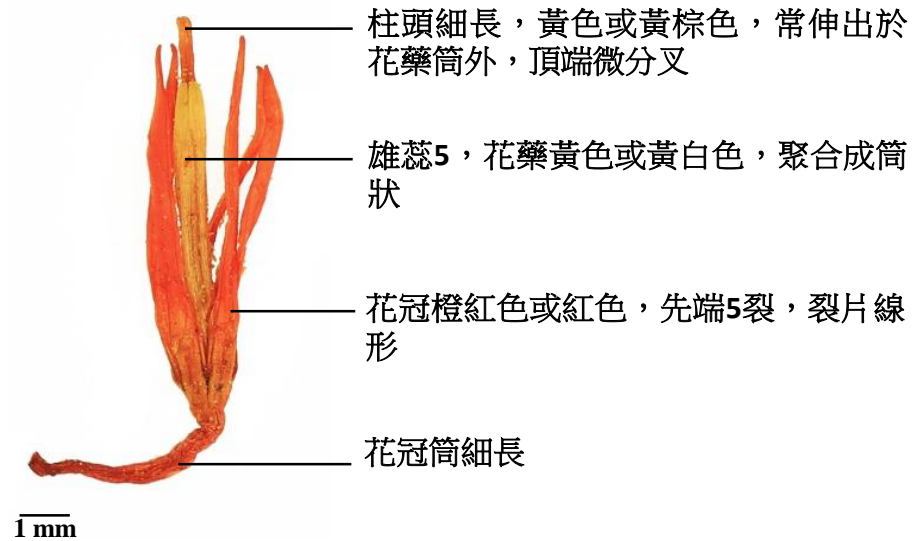 柱頭細長，黃色或黃棕色，常伸出於
花藥筒外，頂端微分叉
雄蕊5，花藥黃色或黃白色，聚合成筒
狀
花冠橙紅色或紅色，先端5裂，裂片線
形
花冠筒細長
1 mm